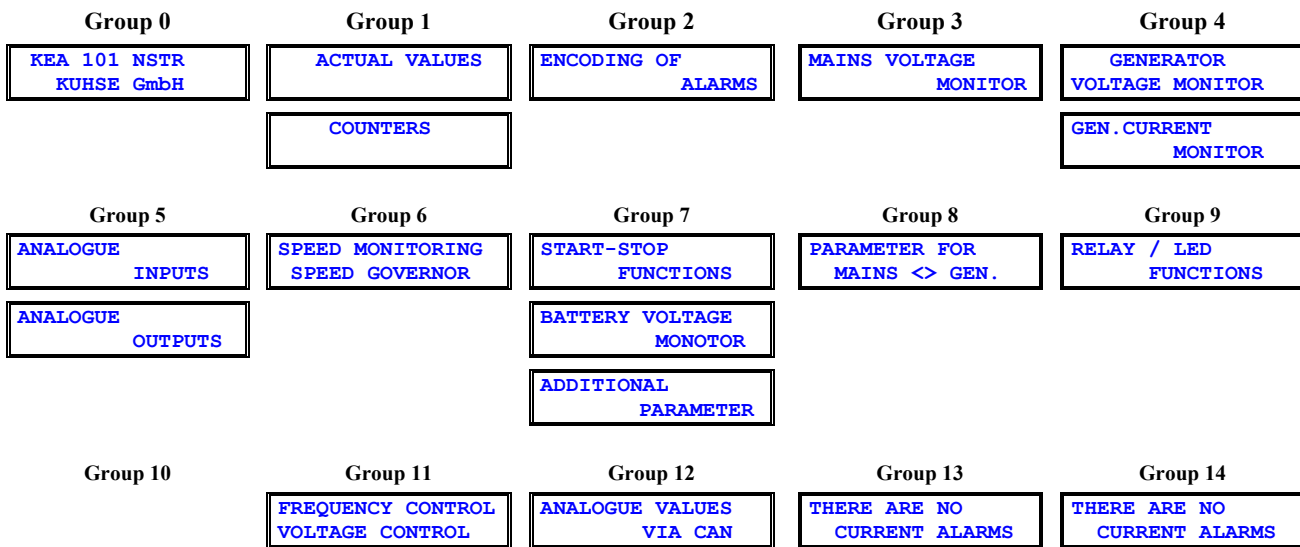 Group 0 Group 1 Group 2 Group 3 Group 4
KEA 101 NSTR
KUHSE GmbH
ACTUAL VALUES
ENCODING OF
ALARMS
MAINS VOLTAGE
MONITOR
GENERATOR
VOLTAGE MONITOR
COUNTERS
GEN.CURRENT
MONITOR
Group 5 Group 6 Group 7 Group 8 Group 9
ANALOGUE
INPUTS
SPEED MONITORING
SPEED GOVERNOR
START-STOP
FUNCTIONS
PARAMETER FOR
MAINS <> GEN.
RELAY / LED
FUNCTIONS
ANALOGUE
OUTPUTS
BATTERY VOLTAGE
MONOTOR
ADDITIONAL
PARAMETER
Group 10 Group 11 Group 12 Group 13 Group 14
FREQUENCY CONTROL
VOLTAGE CONTROL
ANALOGUE VALUES
VIA CAN
THERE ARE NO
CURRENT ALARMS
THERE ARE NO
CURRENT ALARMS